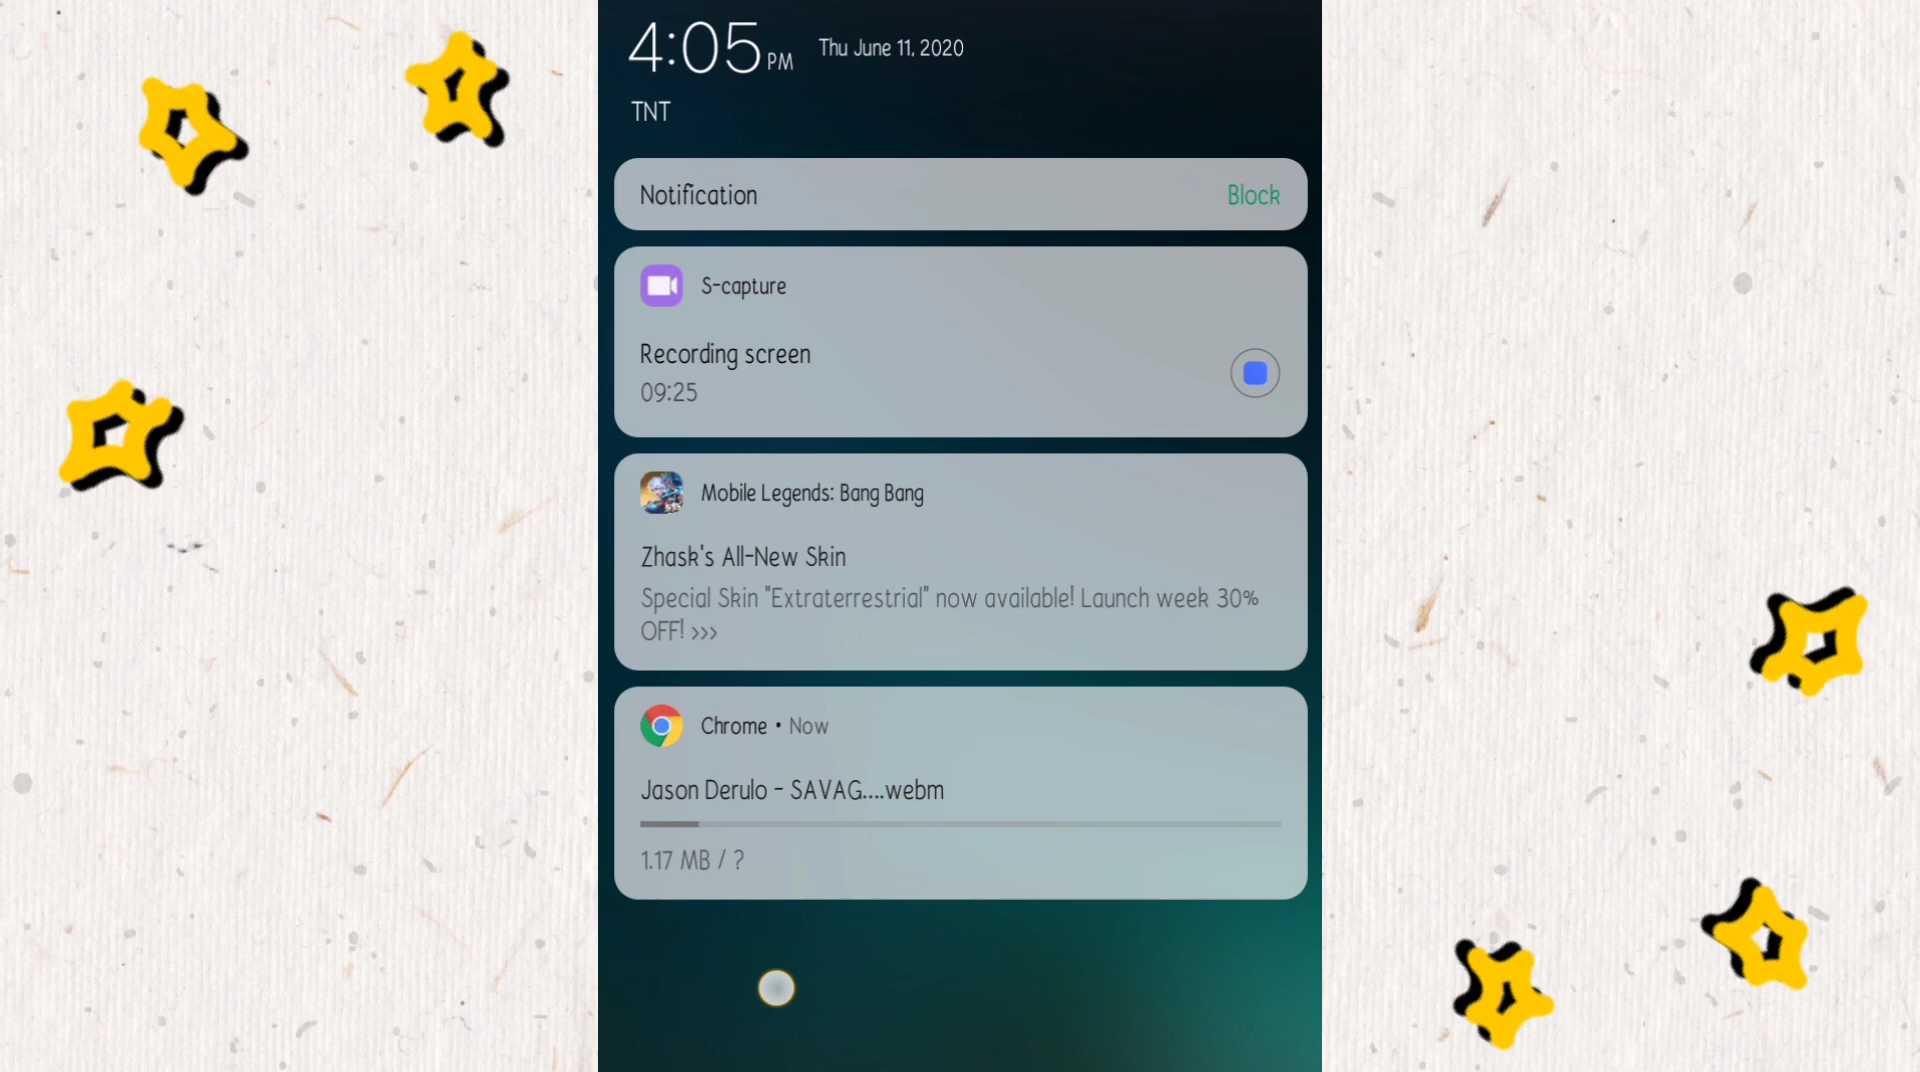 4:05 PM Thu June 11, 2020
TNT
Notification Block
S-capture
Recording screen
09:25
Mobile Legends: Bang Bang
Zhask's All-New Skin
Special Skin "Extraterrestrial" now available! Launch week 30%
OFF! >>>
Chrome • Now
Jason Derulo - SAVAG....webm
1.17 MB / ?